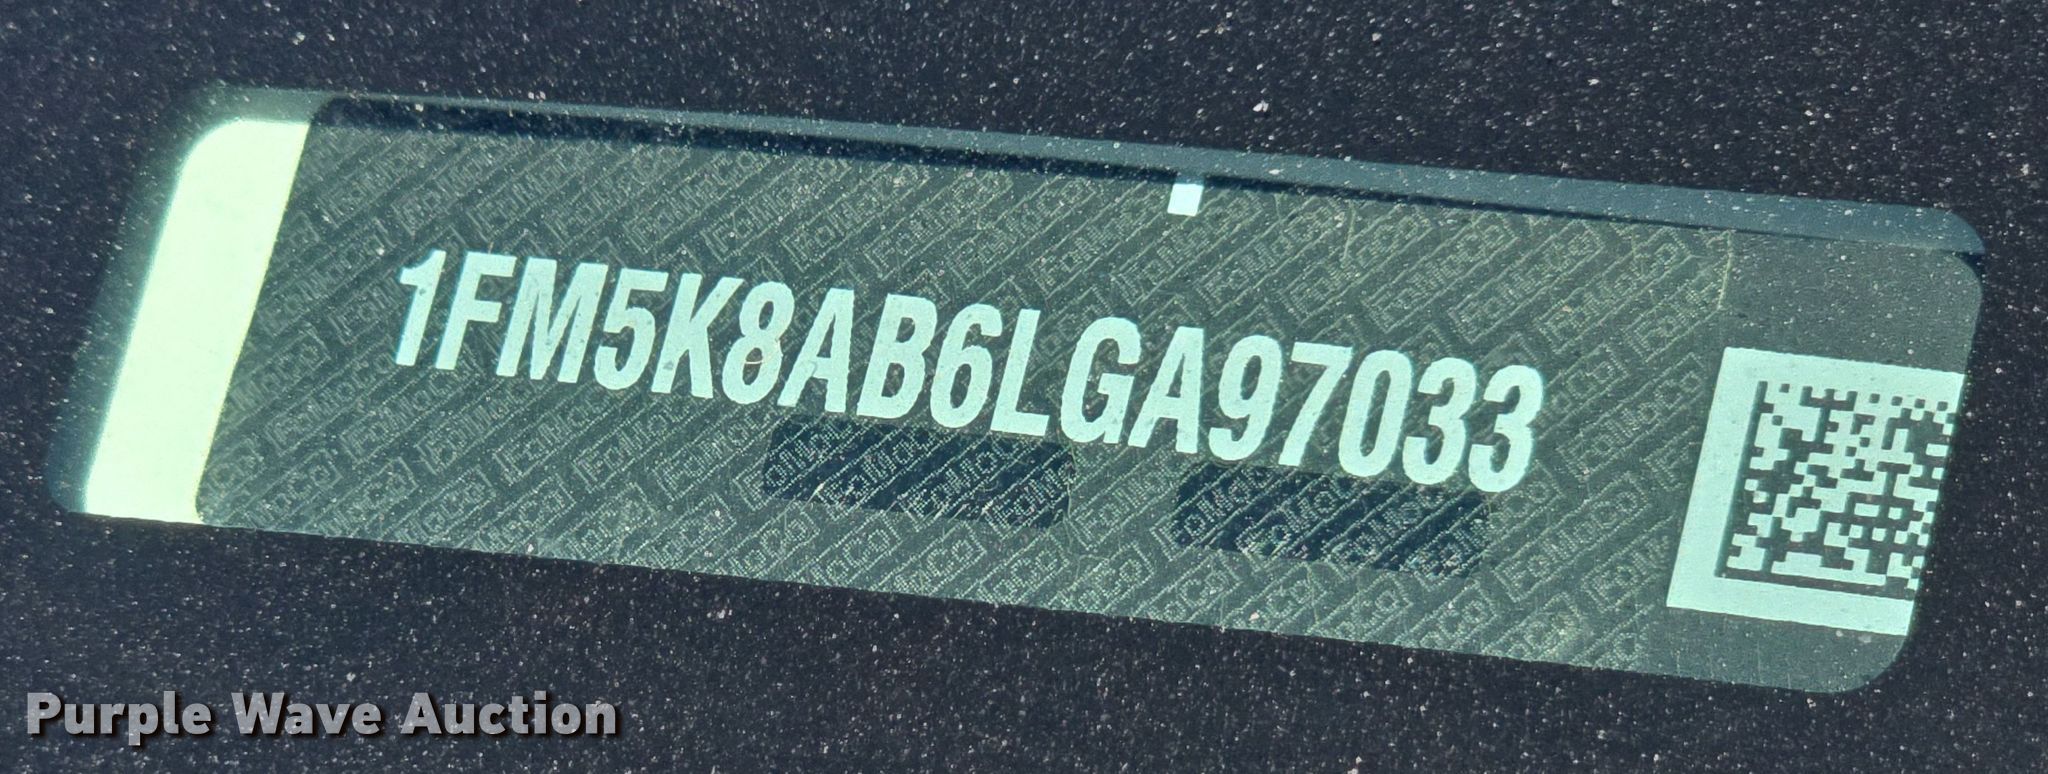 1FM5K8AB6LGA97033
Purple Wave Auction